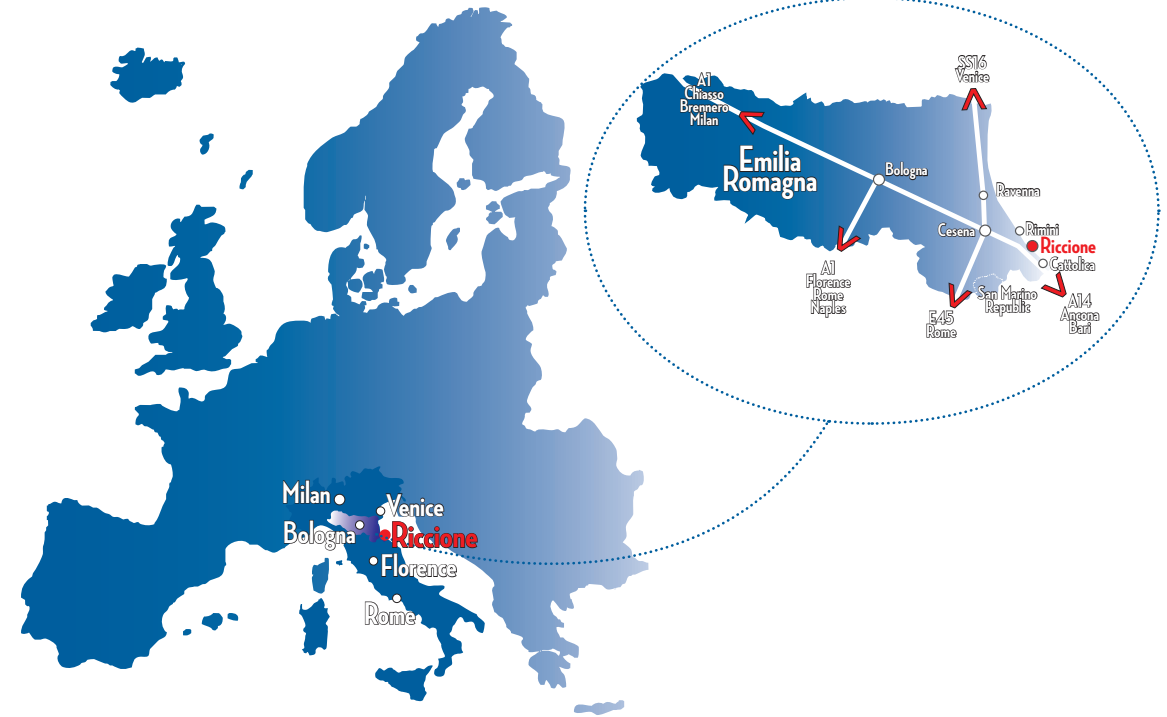 A1
Chiasso
Brennero
Milan
SS16
Venice
Emilia
Romagna
Bologna
Ravenna
Cesena
Rimini
Riccione
Cattolica
A1
Florence
Rome
Naples
San Marino
Republic
E45
Rome
A14
Ancona
Bari
Milan
Venice
Bologna
Riccione
Florence
Rome